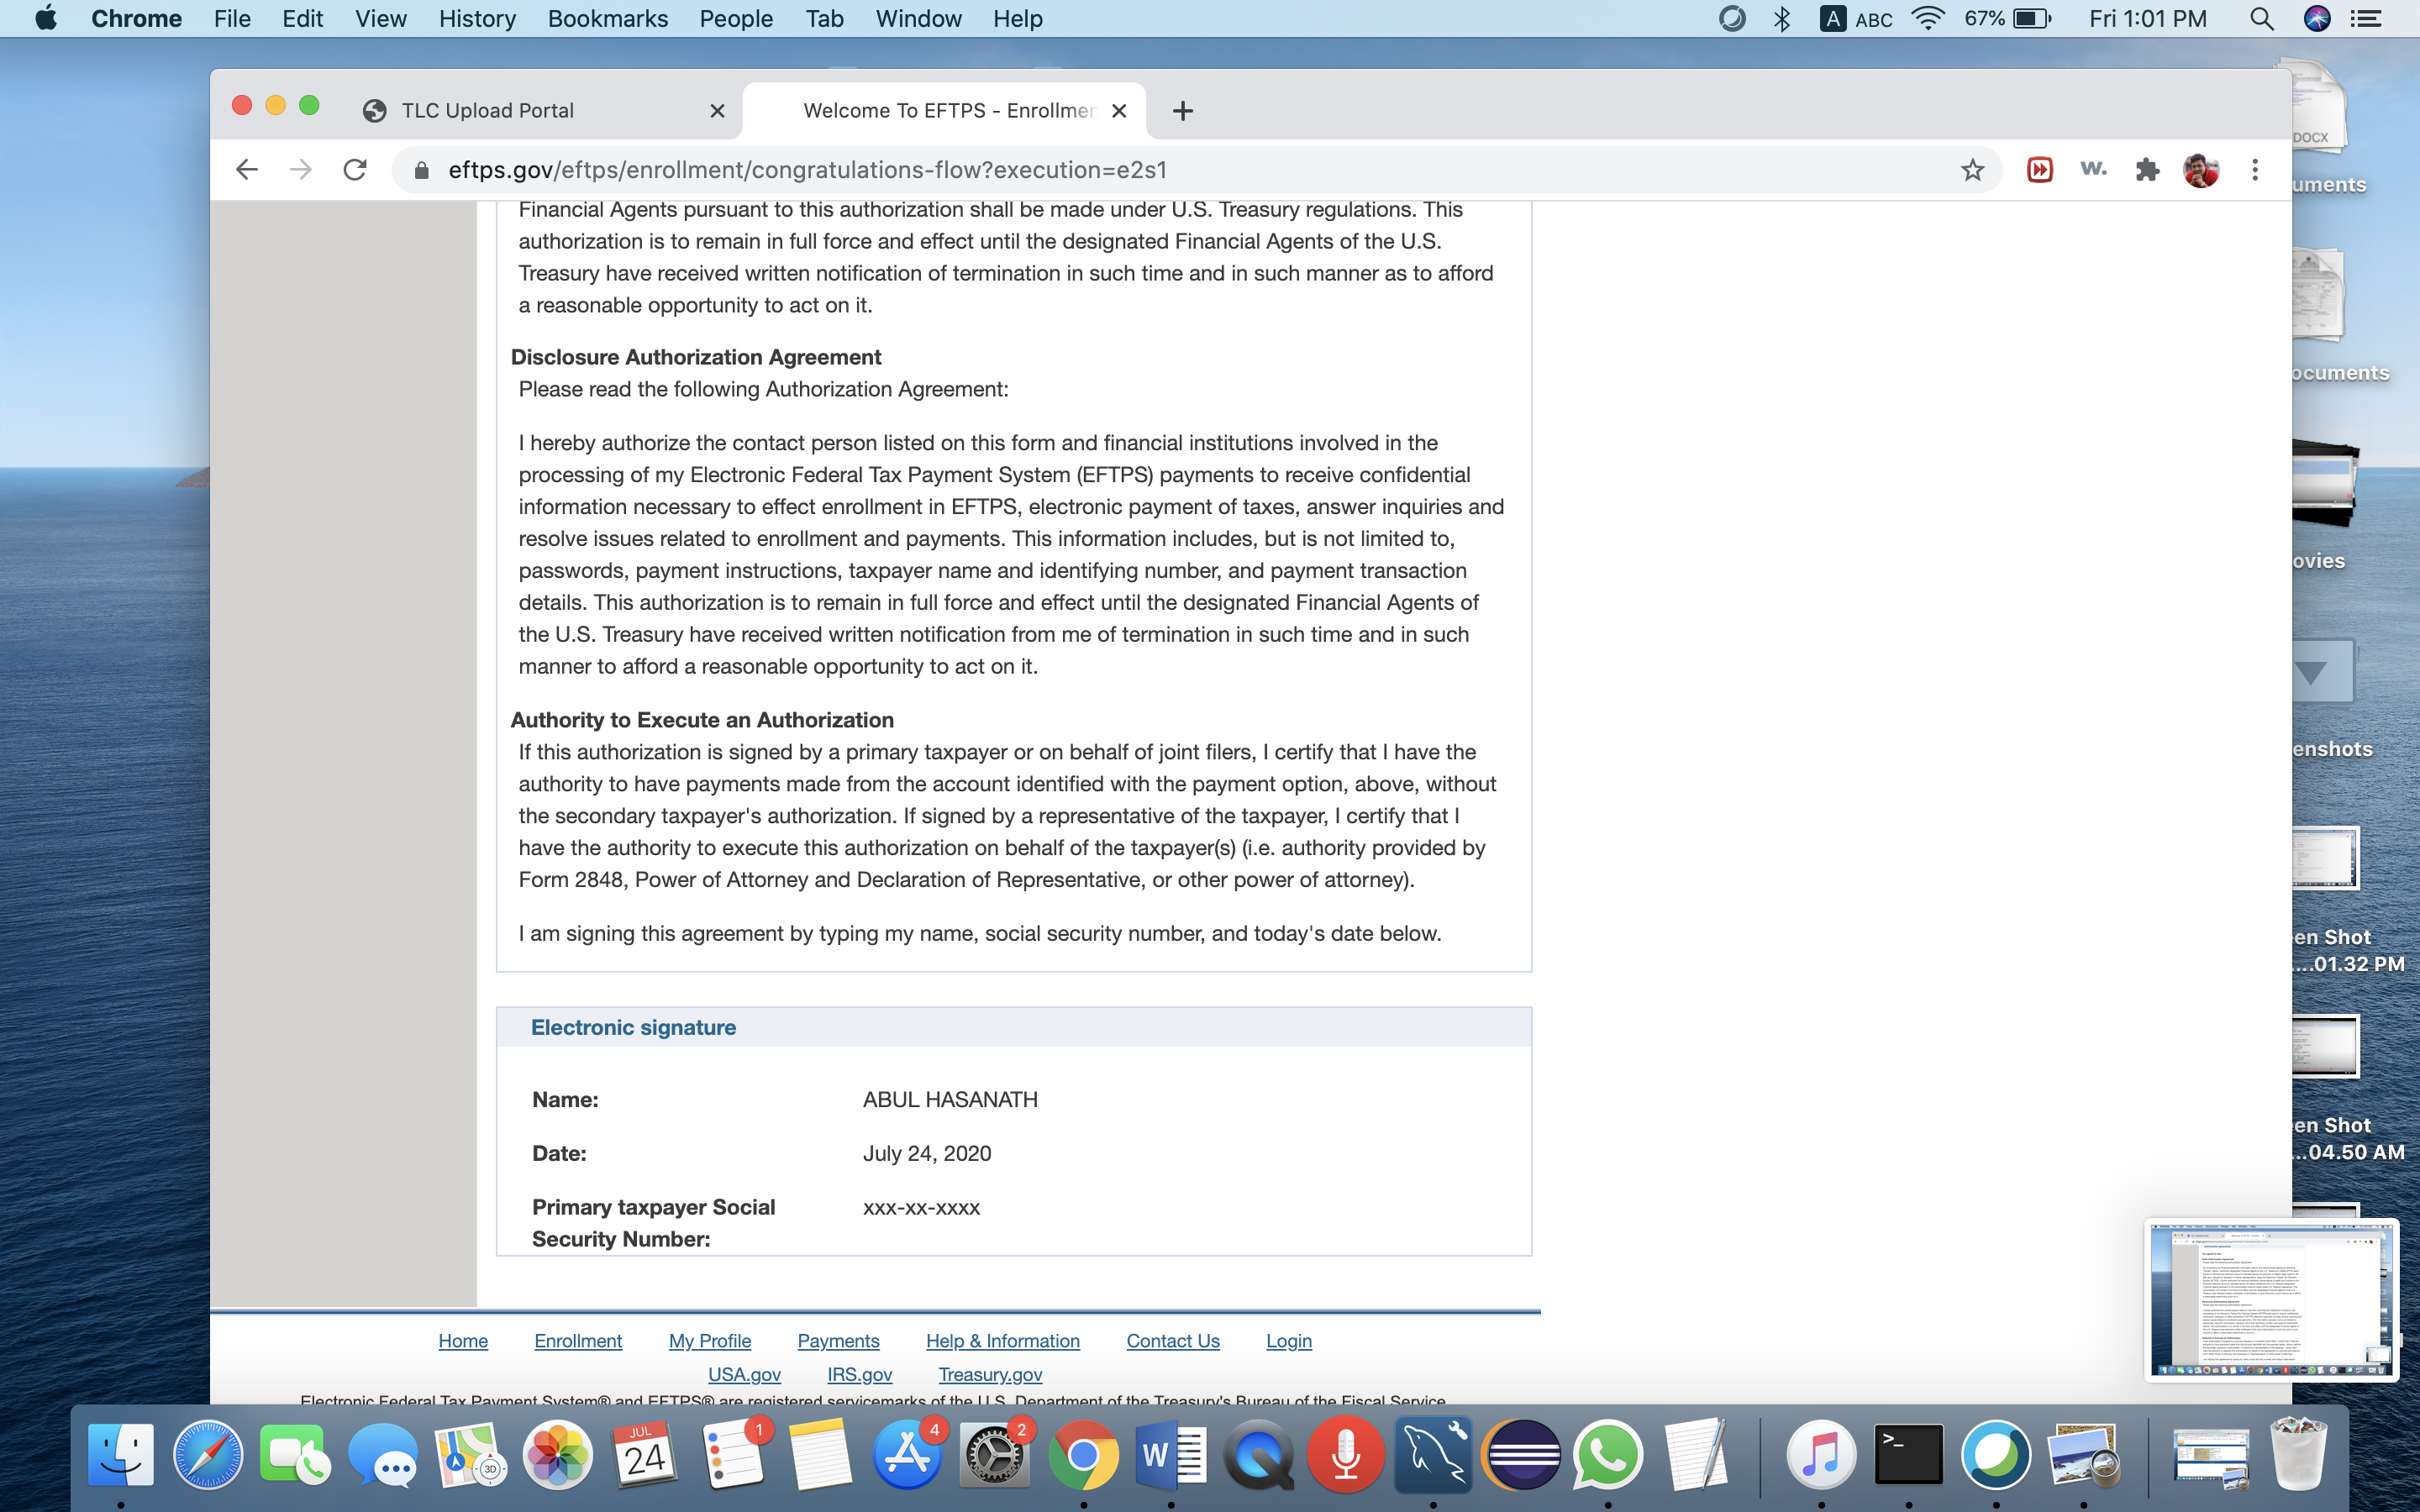 Chrome File Edit View History Bookmarks People Tab Window Help A ABC 67% Fri 1:01 PM
TLC Upload Portal
Welcome To EFTPS - Enrollmen
eftps.gov/eftps/enrollment/congratulations-flow?execution=e2s1
w.
Financial Agents pursuant to this authorization shall be made under U.S. Treasury regulations. This
authorization is to remain in full force and effect until the designated Financial Agents of the U.S.
Treasury have received written notification of termination in such time and in such manner as to afford
a reasonable opportunity to act on it.
Disclosure Authorization Agreement
Please read the following Authorization Agreement:
I hereby authorize the contact person listed on this form and financial institutions involved in the
processing of my Electronic Federal Tax Payment System (EFTPS) payments to receive confidential
information necessary to effect enrollment in EFTPS, electronic payment of taxes, answer inquiries and
resolve issues related to enrollment and payments. This information includes, but is not limited to,
passwords, payment instructions, taxpayer name and identifying number, and payment transaction
details. This authorization is to remain in full force and effect until the designated Financial Agents of
the U.S. Treasury have received written notification from me of termination in such time and in such
manner to afford a reasonable opportunity to act on it.
Authority to Execute an Authorization
If this authorization is signed by a primary taxpayer or on behalf of joint filers, I certify that I have the
authority to have payments made from the account identified with the payment option, above, without
the secondary taxpayer's authorization. If signed by a representative of the taxpayer, I certify that I
have the authority to execute this authorization on behalf of the taxpayer(s) (i.e. authority provided by
Form 2848, Power of Attorney and Declaration of Representative, or other power of attorney).
I am signing this agreement by typing my name, social security number, and today's date below.
Electronic signature
Name: ABUL HASANATH
Date: July 24, 2020
Primary taxpayer Social xxx-xx-xxxx
Security Number:
Home Enrollment My Profile Payments Help & Information Contact Us Login
USA.gov IRS.gov Treasury.gov
Electronic Federal Tax Payment System® and EFTPS® are registered servicemarks of the U.S. Department of the Treasury's Bureau of the Fiscal Service
DOCX
uments
ocuments
ovies
enshots
en Shot
...01.32 PM
en Shot
...04.50 AM
3D
JUL
24
1
4
2
W
>_